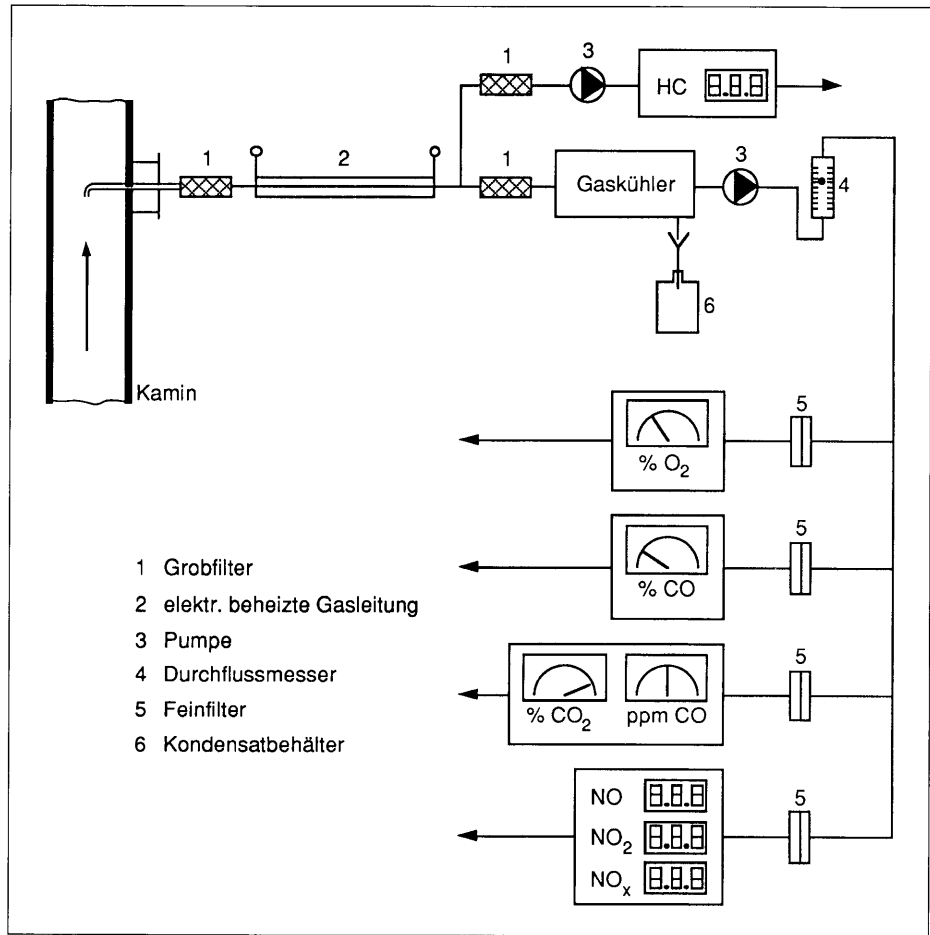 1
3
HC 8.8.8
1
2
1
Gaskühler
3
4
6
Kamin
5
% O₂
5
% CO
5
% CO₂ ppm CO
5
NO 8.8.8
NO₂ 8.8.8
NOₓ 8.8.8
1 Grobfilter
2 elektr. beheizte Gasleitung
3 Pumpe
4 Durchflussmesser
5 Feinfilter
6 Kondensatbehälter